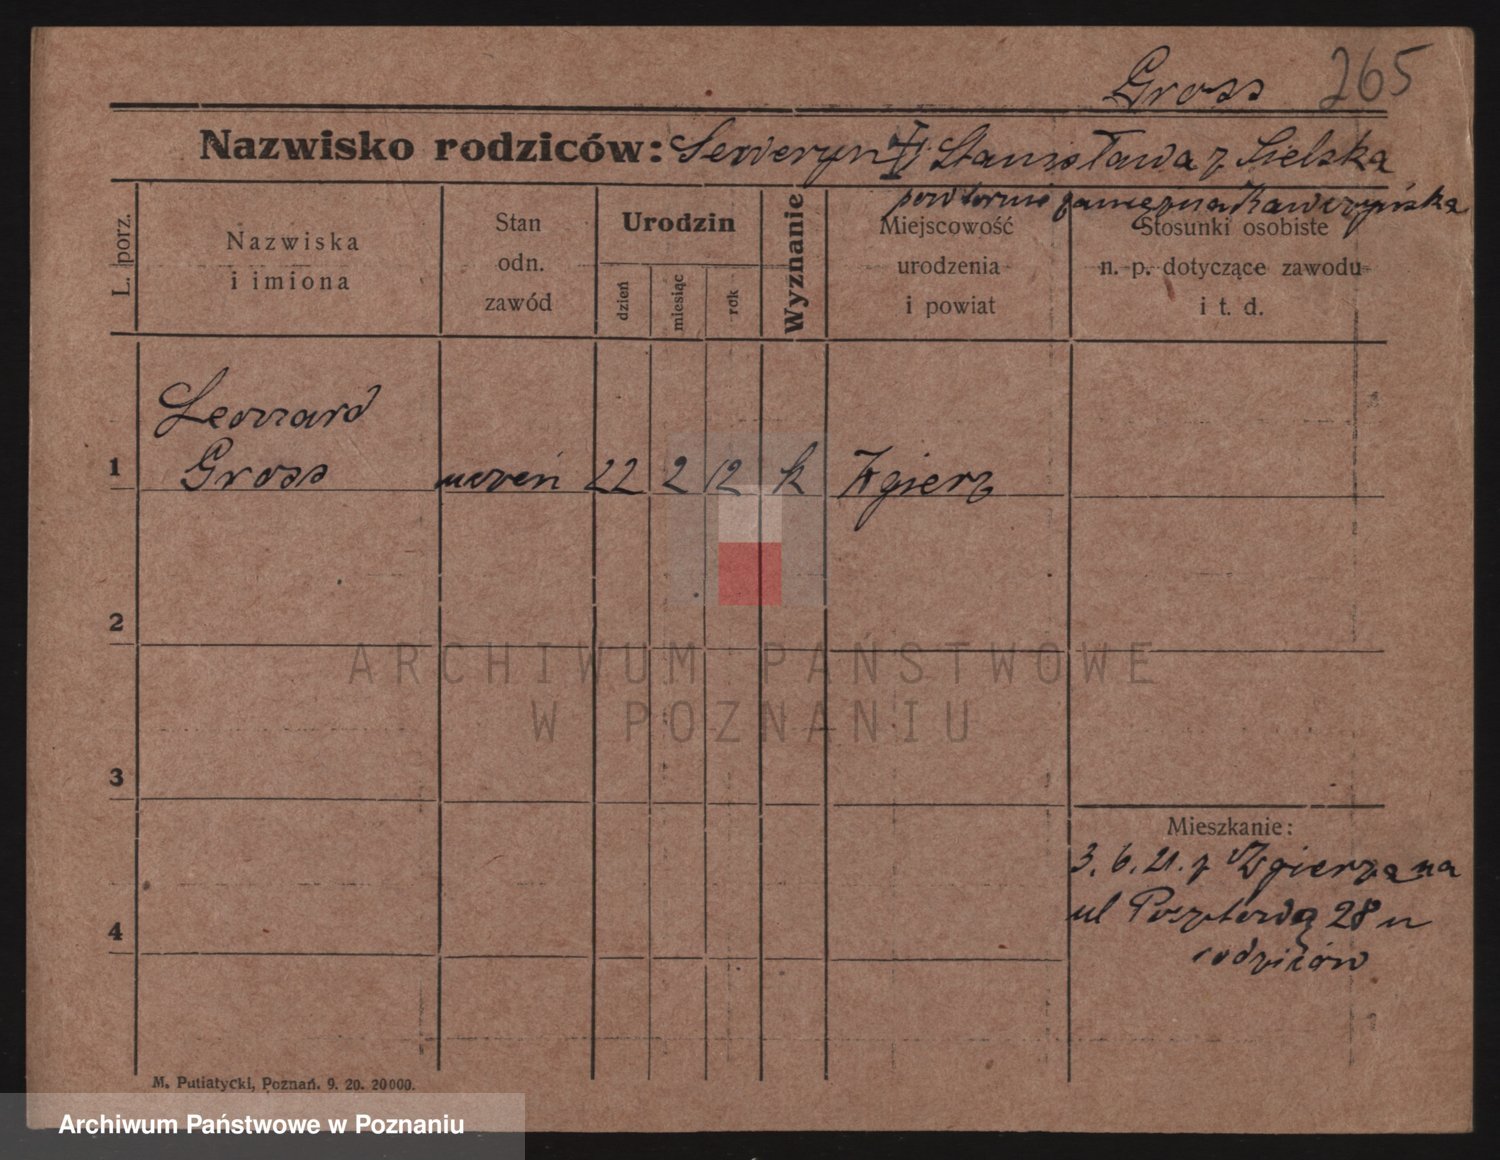 Gross 265
Nazwisko rodziców: Seweryn † Stanisława z Sielska
powtórnie zamężna Kawczyńska
L. porz.
Nazwiska
i imiona
Stan
odn.
zawód
Urodzin
dzień
miesiąc
rok
Wyznanie
Miejscowość
urodzenia
i powiat
Stosunki osobiste
n. p. dotyczące zawodu
i t. d.
Leonard
1 Gross uczeń 22 2 12 k Zgierz
2
3
4
Mieszkanie:
3. 6. 21. z Zgierza na
ul Pocztową 28 u
rodziców
ARCHIWUM PAŃSTWOWE
W POZNANIU
M. Putiatycki, Poznań. 9. 20. 20000.
Archiwum Państwowe w Poznaniu